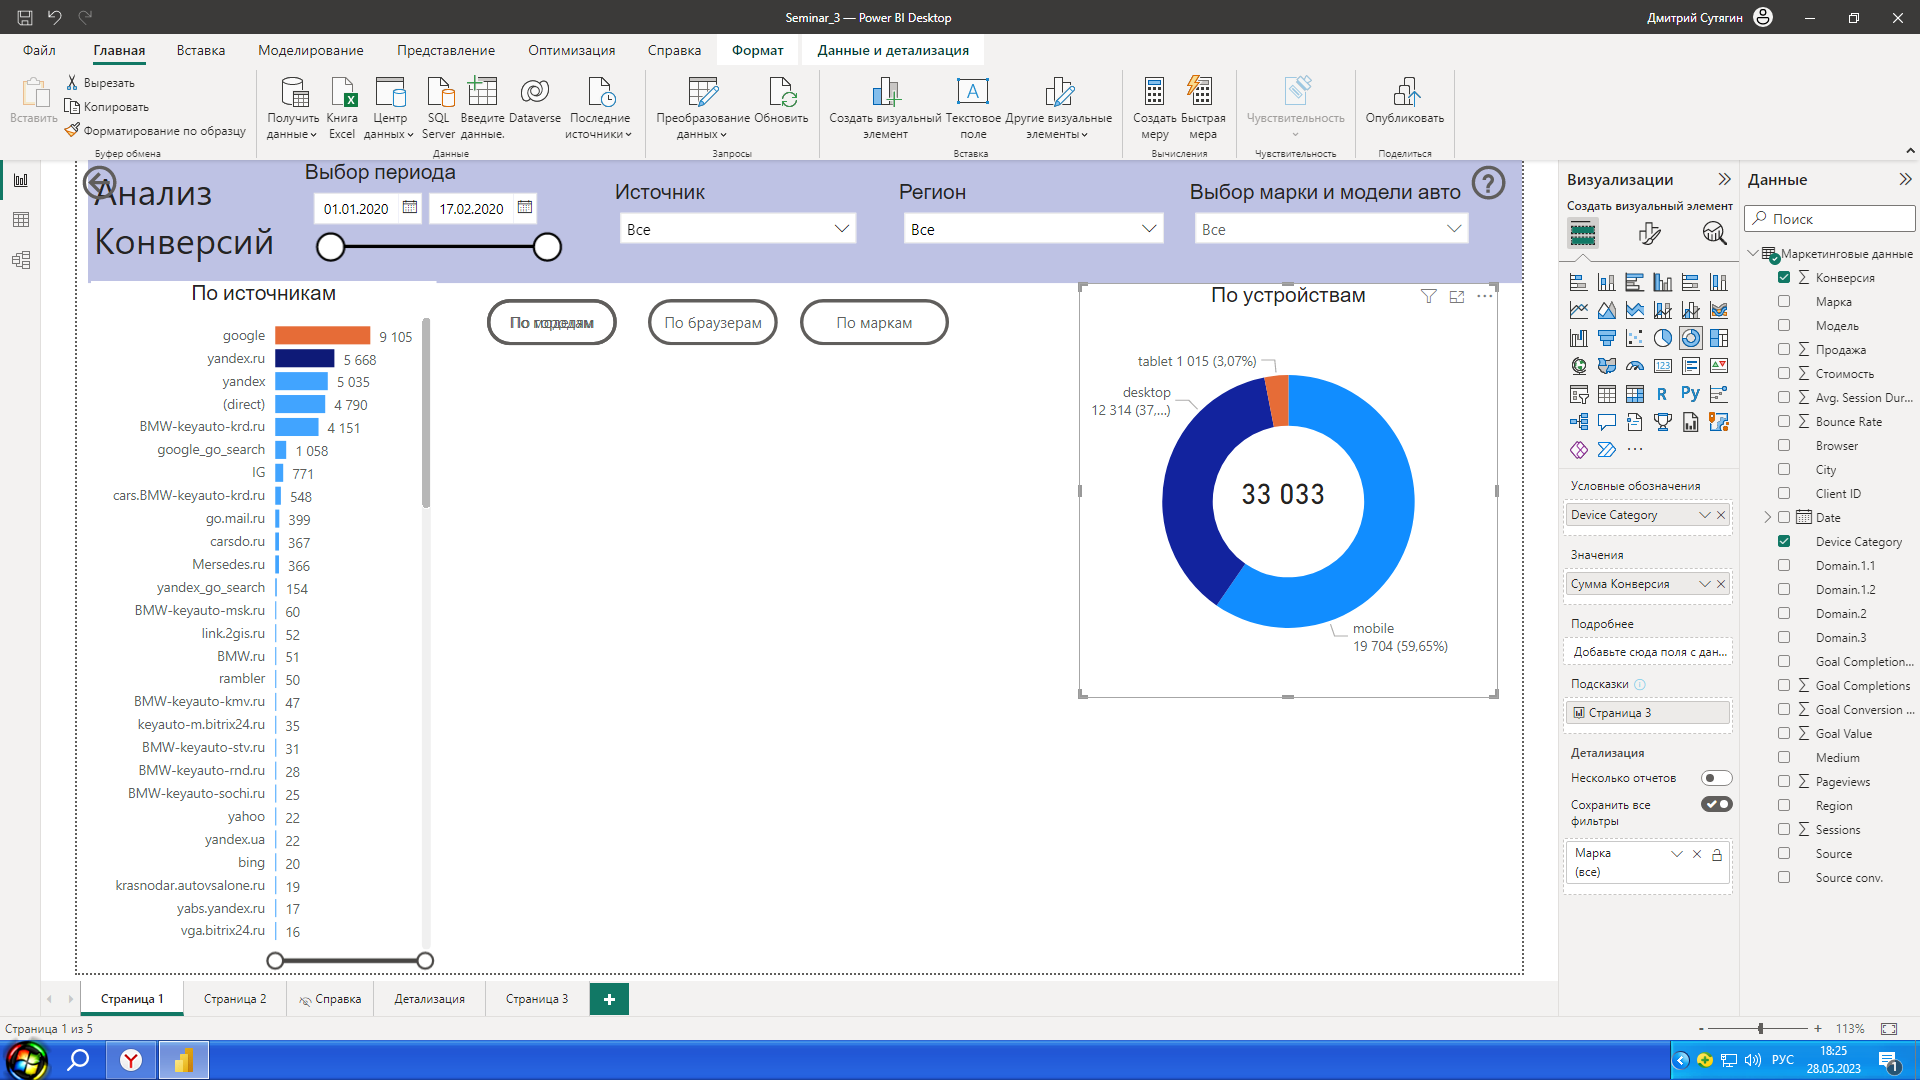 Seminar_3 — Power BI Desktop
Дмитрий Сутягин
Файл
Главная
Вставка
Моделирование
Представление
Оптимизация
Справка
Формат
Данные и детализация
Вставить
Вырезать
Копировать
Форматирование по образцу
Буфер обмена
Получить данные
Книга Excel
Центр данных
SQL Server
Введите данные.
Dataverse
Последние источники
Данные
Преобразование данных
Обновить
Запросы
Создать визуальный элемент
Текстовое поле
Другие визуальные элементы
Вставка
Создать меру
Быстрая мера
Вычисления
Чувствительность
Чувствительность
Опубликовать
Поделиться
Анализ
Конверсий
Выбор периода
01.01.2020
17.02.2020
Источник
Все
Регион
Все
Выбор марки и модели авто
Все
?
По источникам
google 9 105
yandex.ru 5 668
yandex 5 035
(direct) 4 790
BMW-keyauto-krd.ru 4 151
google_go_search 1 058
IG 771
cars.BMW-keyauto-krd.ru 548
go.mail.ru 399
carsdo.ru 367
Mersedes.ru 366
yandex_go_search 154
BMW-keyauto-msk.ru 60
link.2gis.ru 52
BMW.ru 51
rambler 50
BMW-keyauto-kmv.ru 47
keyauto-m.bitrix24.ru 35
BMW-keyauto-stv.ru 31
BMW-keyauto-rnd.ru 28
BMW-keyauto-sochi.ru 25
yahoo 22
yandex.ua 22
bing 20
krasnodar.autovsalone.ru 19
yabs.yandex.ru 17
vga.bitrix24.ru 16
По
По браузерам
По маркам
По устройствам
tablet 1 015 (3,07%)
desktop
12 314 (37,...)
33 033
mobile
19 704 (59,65%)
Визуализации
Создать визуальный элемент
R
Py
123
Условные обозначения
Device Category
Значения
Сумма Конверсия
Подробнее
Добавьте сюда поля с дан...
Подсказки
Страница 3
Детализация
Несколько отчетов
Сохранить все
фильтры
Марка
(все)
Данные
Поиск
Маркетинговые данные
Конверсия
Марка
Модель
Продажа
Стоимость
Avg. Session Dur...
Bounce Rate
Browser
City
Client ID
Date
Device Category
Domain.1.1
Domain.1.2
Domain.2
Domain.3
Goal Completion...
Goal Completions
Goal Conversion ...
Goal Value
Medium
Pageviews
Region
Sessions
Source
Source conv.
Страница 1
Страница 2
Справка
Детализация
Страница 3
Страница 1 из 5
- + 113%
РУС
18:25
28.05.2023
1